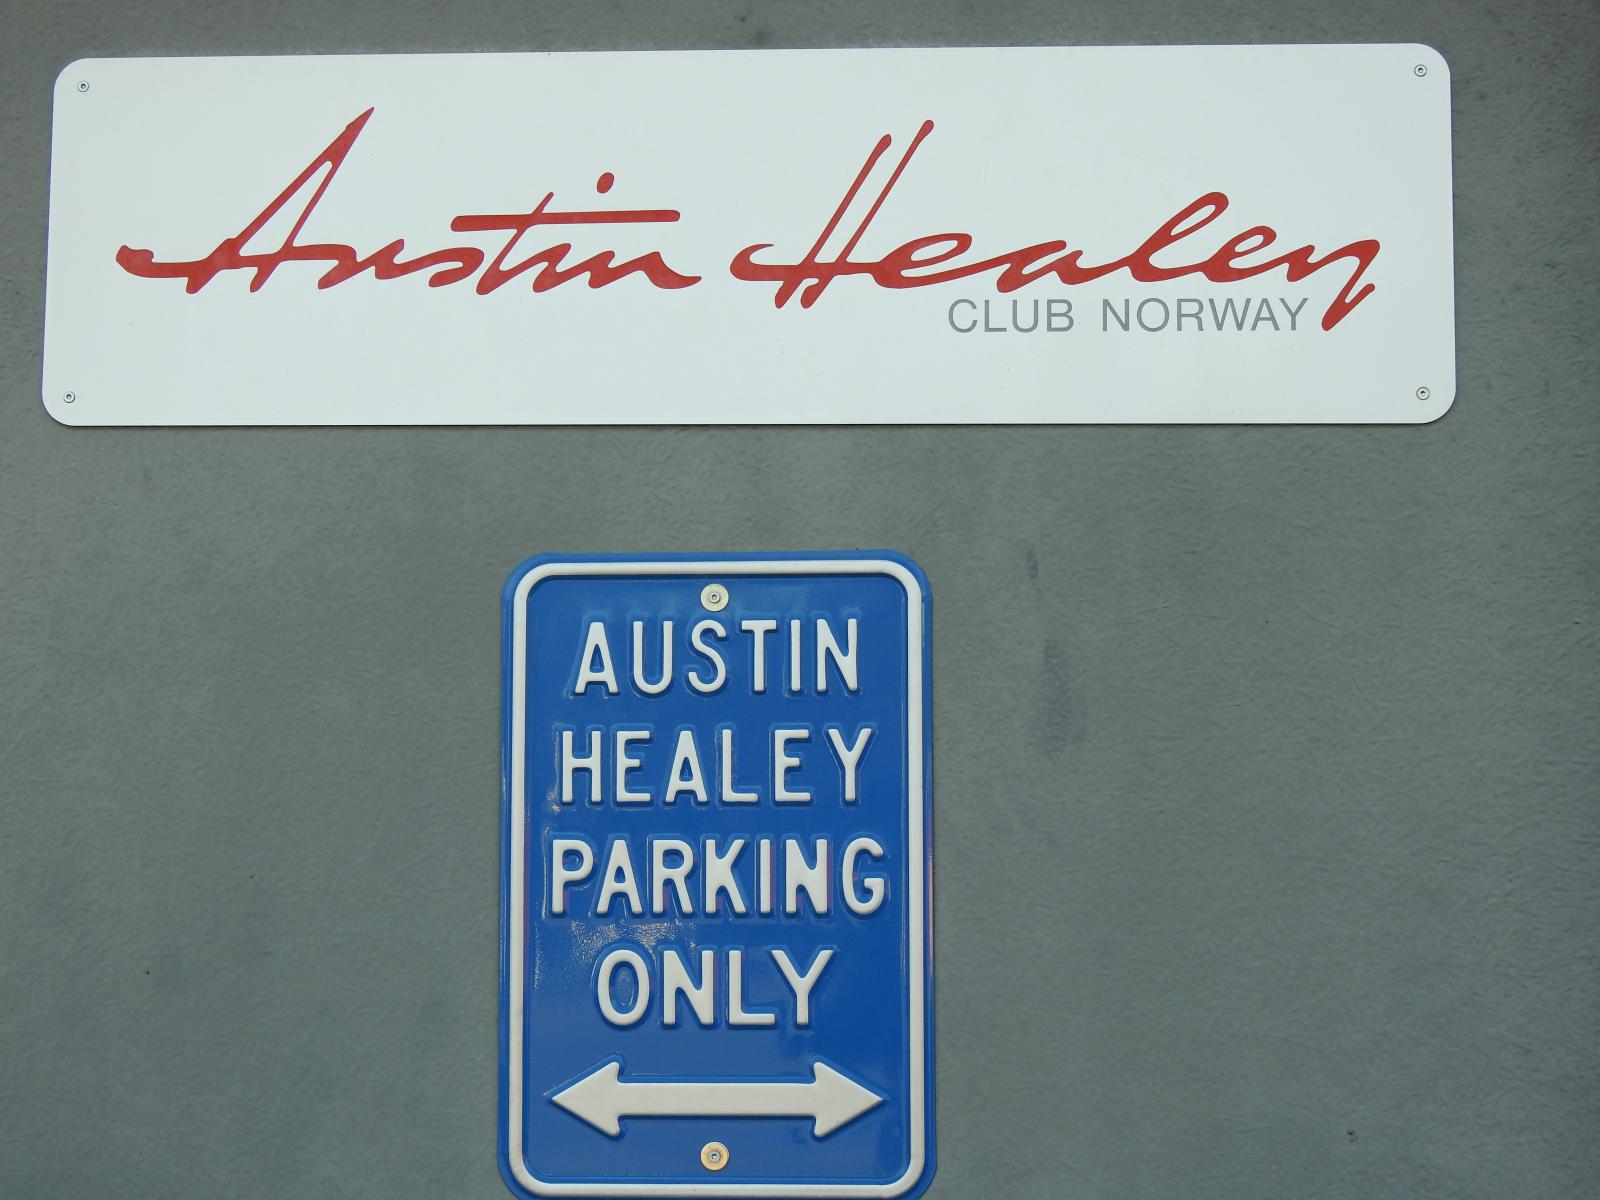 Austin Healey
CLUB NORWAY
AUSTIN
HEALEY
PARKING
ONLY